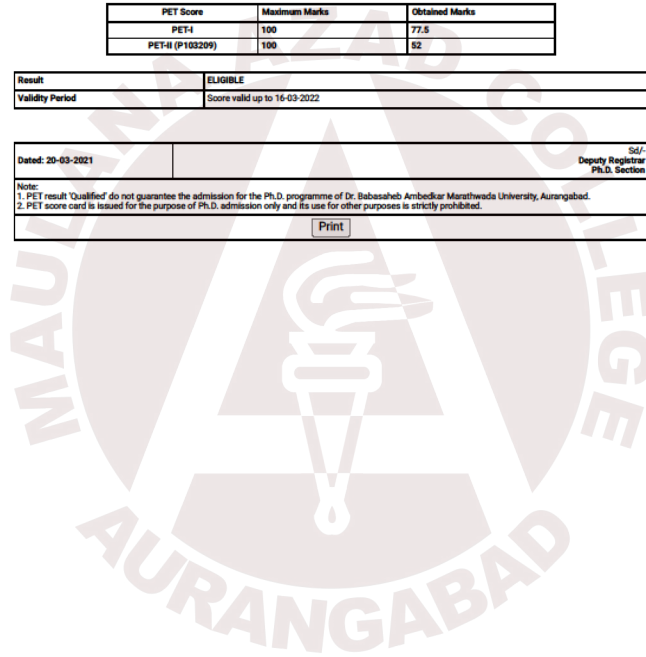 PET Score Maximum Marks Obtained Marks
PET-I 100 77.5
PET-II (P103209) 100 52
Result ELIGIBLE
Validity Period Score valid up to 16-03-2022
Sd/-
Dated: 20-03-2021 Deputy Registrar
Ph.D. Section
Note:
1. PET result 'Qualified' do not guarantee the admission for the Ph.D. programme of Dr. Babasaheb Ambedkar Marathwada University, Aurangabad.
2. PET score card is issued for the purpose of Ph.D. admission only and its use for other purposes is strictly prohibited.
Print
MAULANA AZAD COLLEGE
AURANGABAD